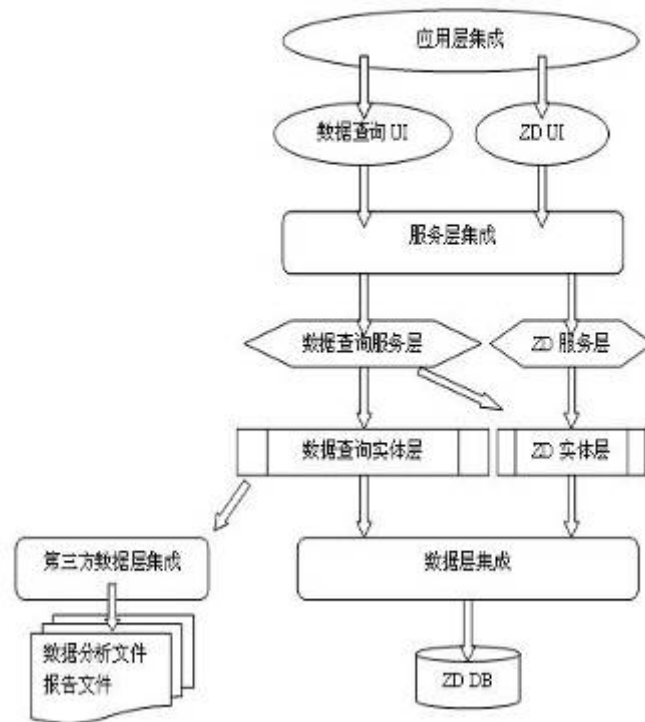 应用层集成
数据查询 UI
ZD UI
服务层集成
数据查询服务层
ZD 服务层
数据查询实体层
ZD 实体层
第三方数据层集成
数据层集成
数据分析文件
报告文件
ZD DB